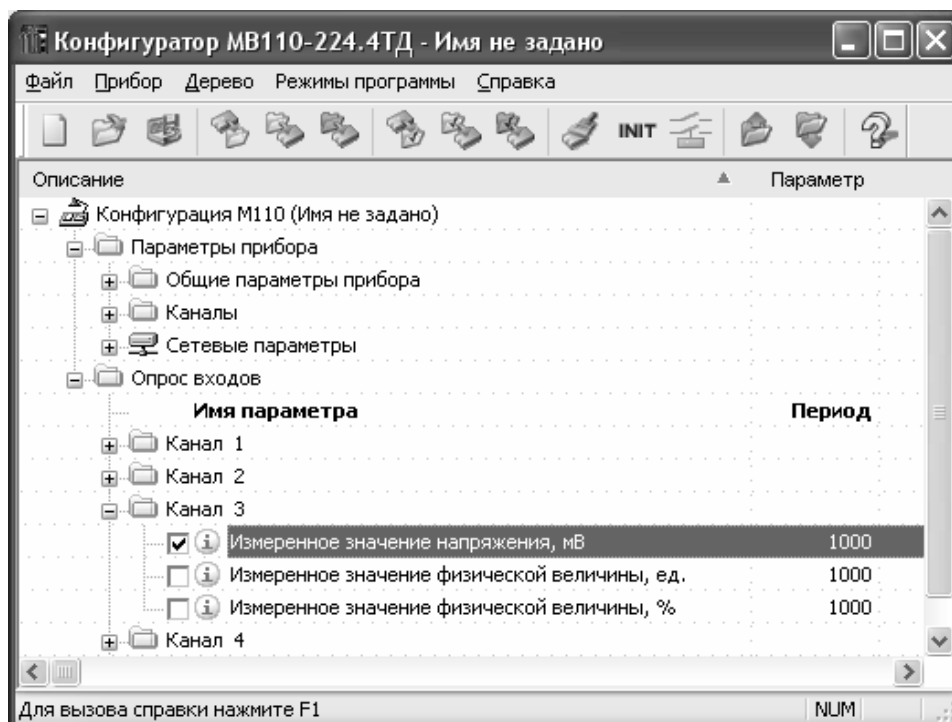 Конфигуратор МВ110-224.4ТД - Имя не задано
Файл Прибор Дерево Режимы программы Справка
INIT
Описание Параметр
Конфигурация М110 (Имя не задано)
Параметры прибора
Общие параметры прибора
Каналы
Сетевые параметры
Опрос входов
Имя параметра Период
Канал 1
Канал 2
Канал 3
Измеренное значение напряжения, мВ 1000
Измеренное значение физической величины, ед. 1000
Измеренное значение физической величины, % 1000
Канал 4
Для вызова справки нажмите F1 NUM